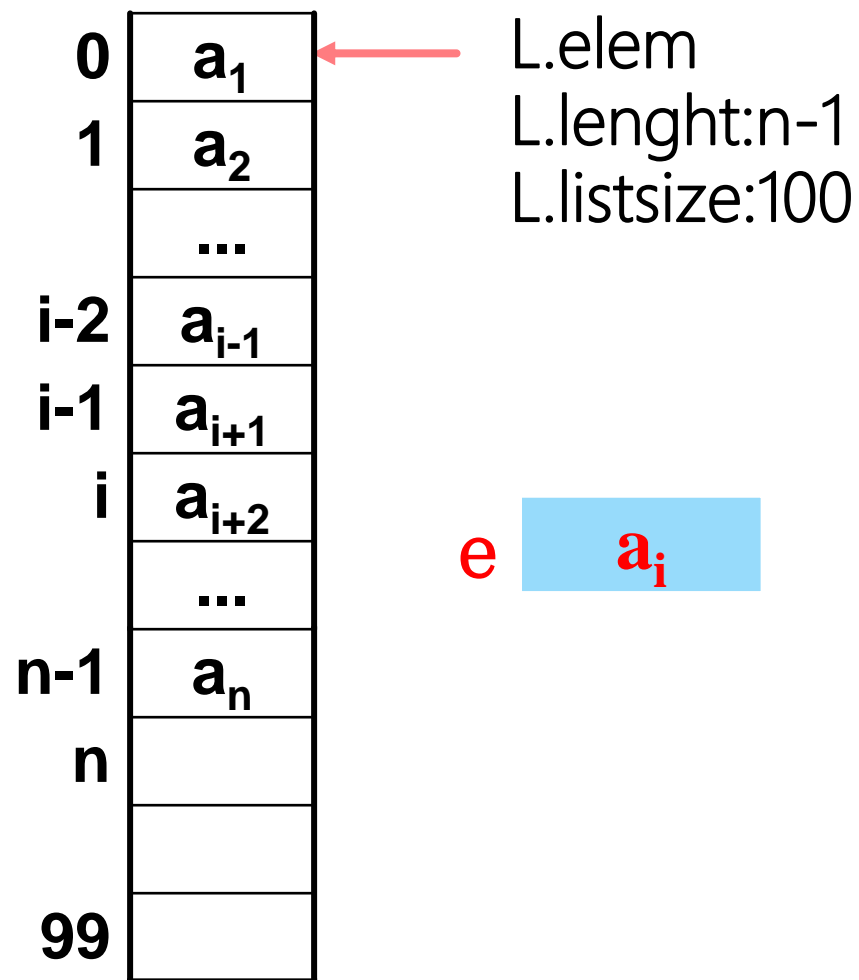 0 a1 L.elem
1 a2 L.lenght:n-1
... L.listsize:100
i-2 ai-1
i-1 ai+1
i ai+2
e ai
...
n-1 an
n
99